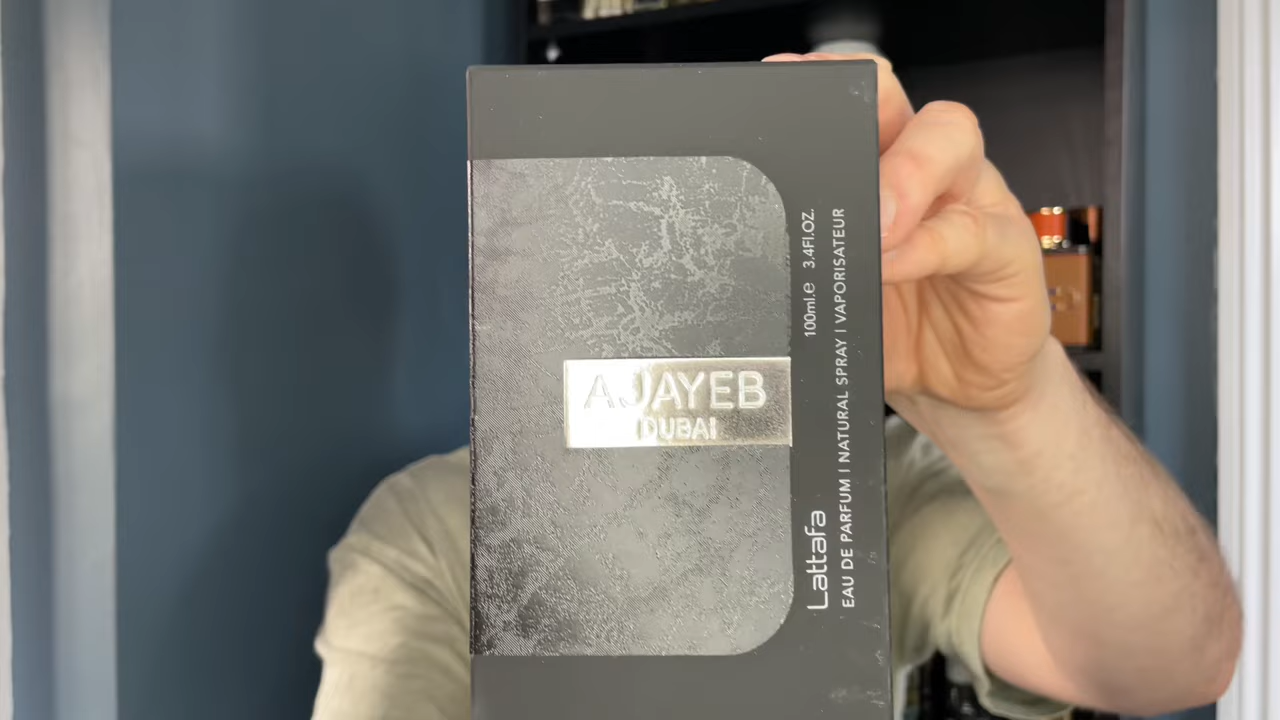 AJAYEB
DUBAI
Lattafa
100ml.e 3.4Fl.OZ.
EAU DE PARFUM | NATURAL SPRAY | VAPORISATEUR